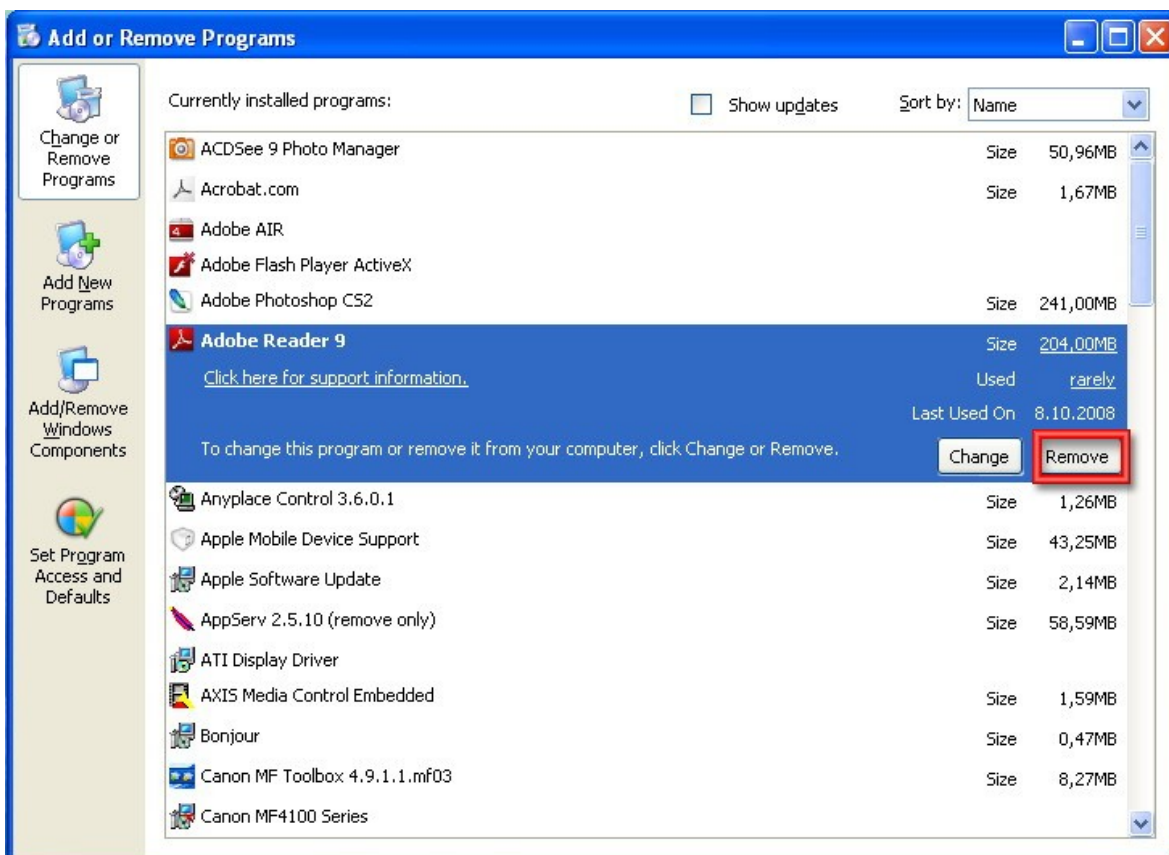 Add or Remove Programs
Change or
Remove
Programs
Add New
Programs
Add/Remove
Windows
Components
Set Program
Access and
Defaults
Currently installed programs:
Show updates
Sort by: Name
ACDSee 9 Photo Manager Size 50,96MB
Acrobat.com Size 1,67MB
Adobe AIR
Adobe Flash Player ActiveX
Adobe Photoshop CS2 Size 241,00MB
Adobe Reader 9 Size 204,00MB
Click here for support information. Used rarely
Last Used On 8.10.2008
To change this program or remove it from your computer, click Change or Remove. Change Remove
Anyplace Control 3.6.0.1 Size 1,26MB
Apple Mobile Device Support Size 43,25MB
Apple Software Update Size 2,14MB
AppServ 2.5.10 (remove only) Size 58,59MB
ATI Display Driver
AXIS Media Control Embedded Size 1,59MB
Bonjour Size 0,47MB
Canon MF Toolbox 4.9.1.1.mf03 Size 8,27MB
Canon MF4100 Series